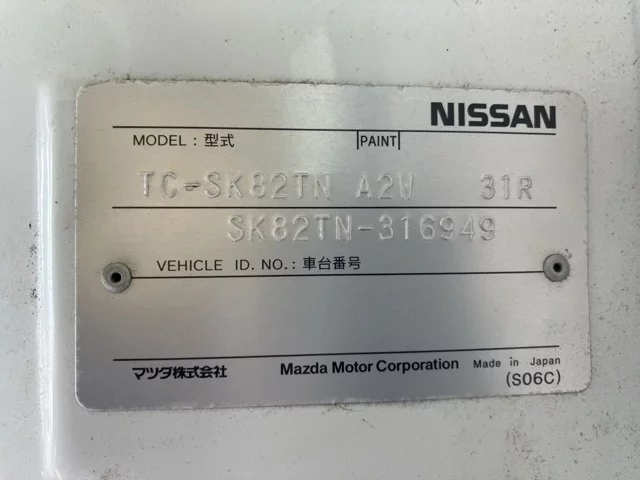 NISSAN
MODEL : 型式 |PAINT|
TC-SK82TN A2W 31R
SK82TN-316949
VEHICLE ID. NO. : 車台番号
マツダ株式会社 Mazda Motor Corporation Made in Japan
(S06C)